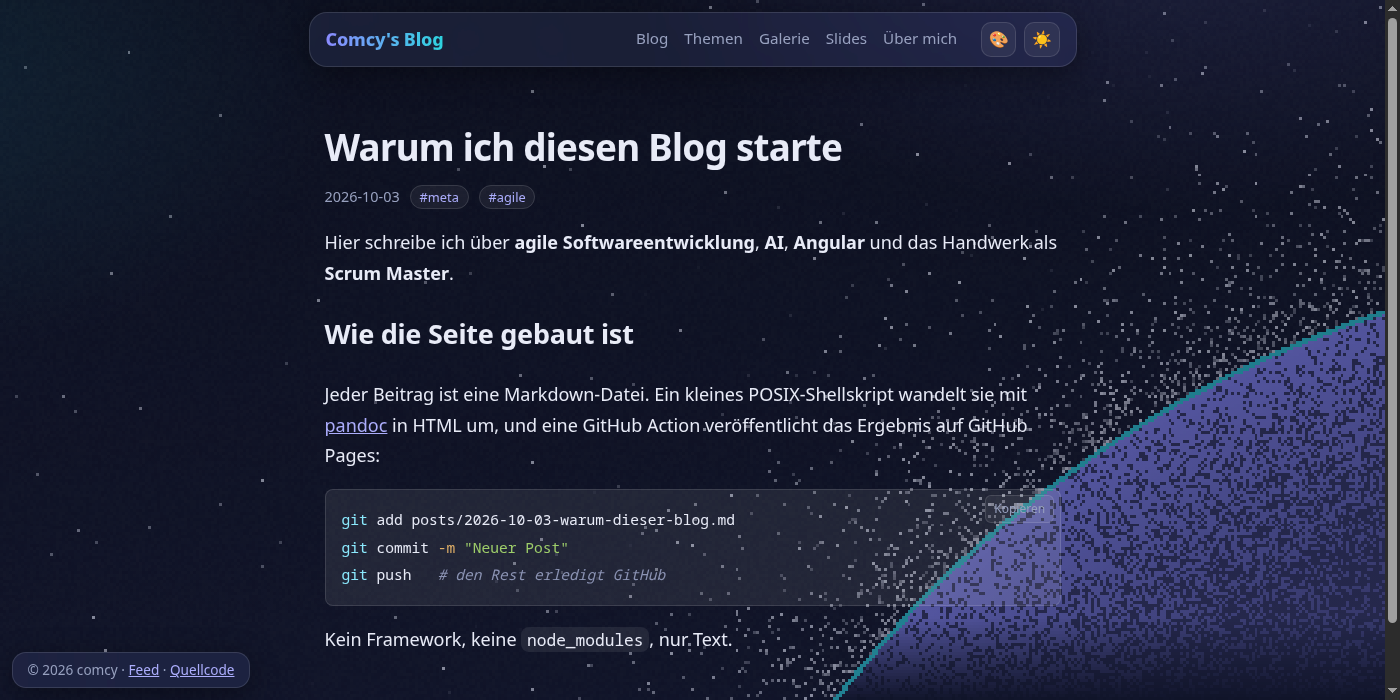 Comcy's Blog
Blog Themen Galerie Slides Über mich
Warum ich diesen Blog starte
2026-10-03 #meta #agile
Hier schreibe ich über agile Softwareentwicklung, AI, Angular und das Handwerk als
Scrum Master.
Wie die Seite gebaut ist
Jeder Beitrag ist eine Markdown-Datei. Ein kleines POSIX-Shellskript wandelt sie mit
pandoc in HTML um, und eine GitHub Action veröffentlicht das Ergebnis auf GitHub
Pages:
Kopieren
git add posts/2026-10-03-warum-dieser-blog.md
git commit -m "Neuer Post"
git push   # den Rest erledigt GitHub
Kein Framework, keine node_modules, nur Text.
© 2026 comcy · Feed · Quellcode